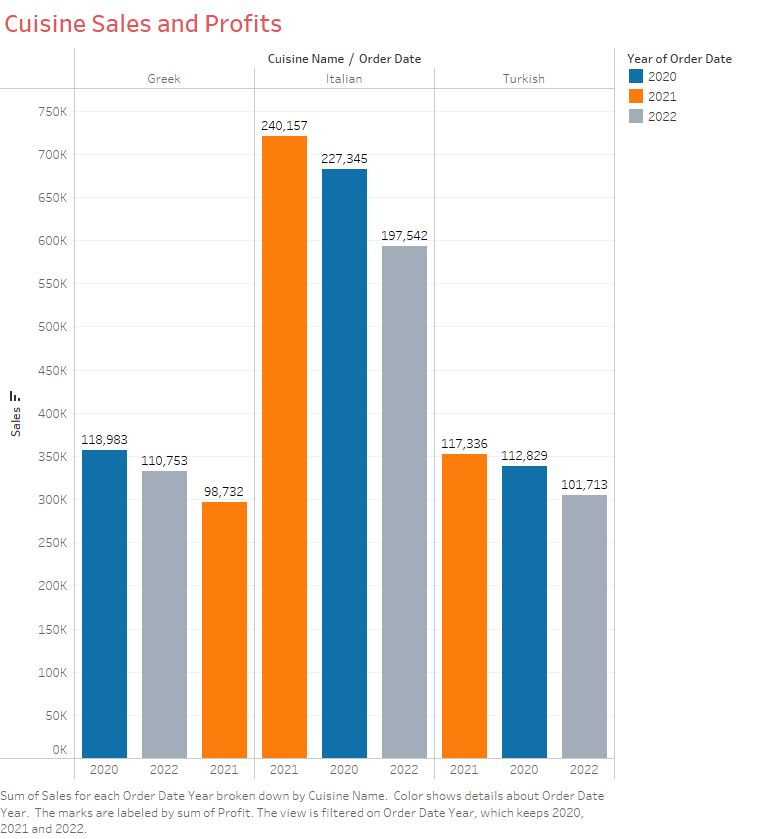 Cuisine Sales and Profits
Cuisine Name / Order Date
Greek Italian Turkish
Year of Order Date
2020
2021
2022
Sales
750K
700K
650K
600K
550K
500K
450K
400K
350K
300K
250K
200K
150K
100K
50K
0K
118,983
110,753
98,732
240,157
227,345
197,542
117,336
112,829
101,713
2020 2022 2021 2021 2020 2022 2021 2020 2022
Sum of Sales for each Order Date Year broken down by Cuisine Name. Color shows details about Order Date
Year. The marks are labeled by sum of Profit. The view is filtered on Order Date Year, which keeps 2020,
2021 and 2022.